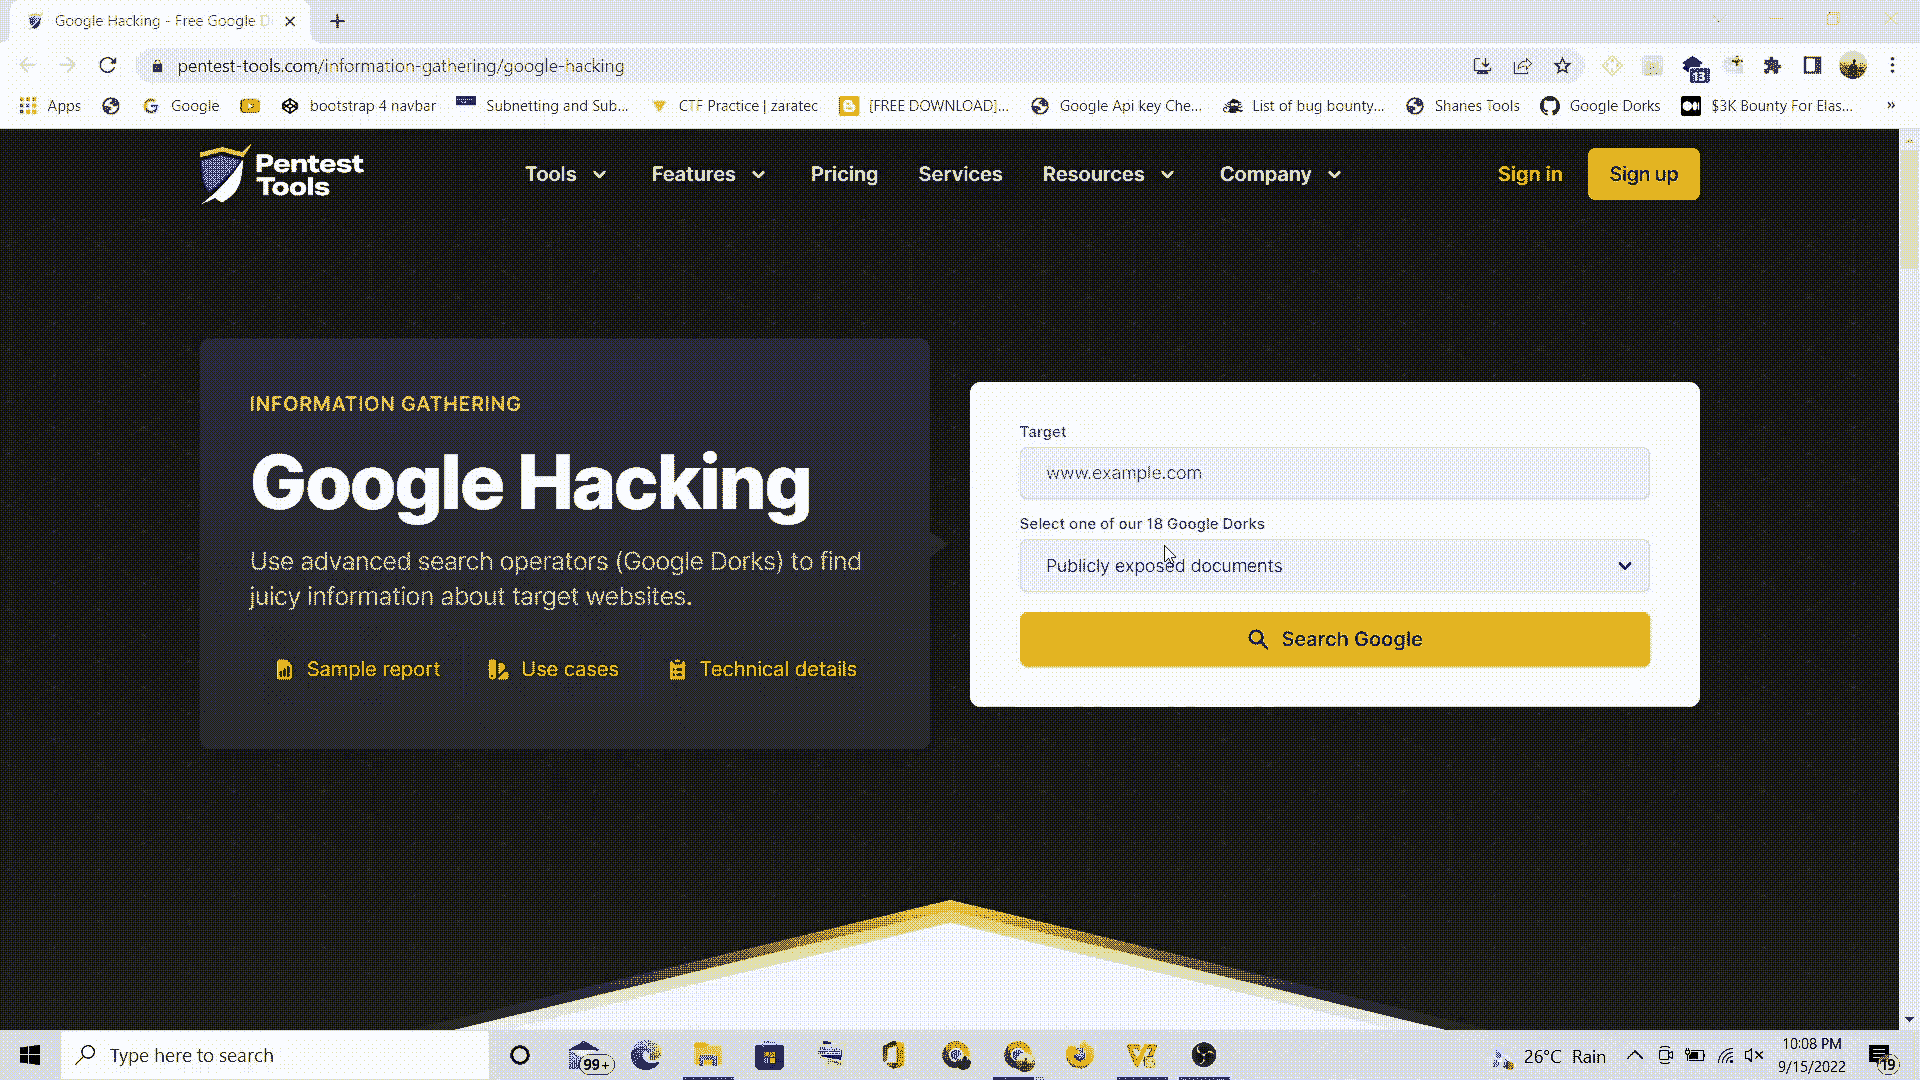 Google Hacking - Free Google D
pentest-tools.com/information-gathering/google-hacking
13
Apps Google bootstrap 4 navbar Subnetting and Sub... CTF Practice | zaratec [FREE DOWNLOAD]... Google Api key Che... List of bug bounty... Shanes Tools Google Dorks $3K Bounty For Elas... »
Pentest
Tools
Tools Features Pricing Services Resources Company Sign in Sign up
INFORMATION GATHERING
Google Hacking
Use advanced search operators (Google Dorks) to find
juicy information about target websites.
Sample report Use cases Technical details
Target
www.example.com
Select one of our 18 Google Dorks
Publicly exposed documents
Search Google
Type here to search
99+
26°C Rain
10:08 PM
9/15/2022
19